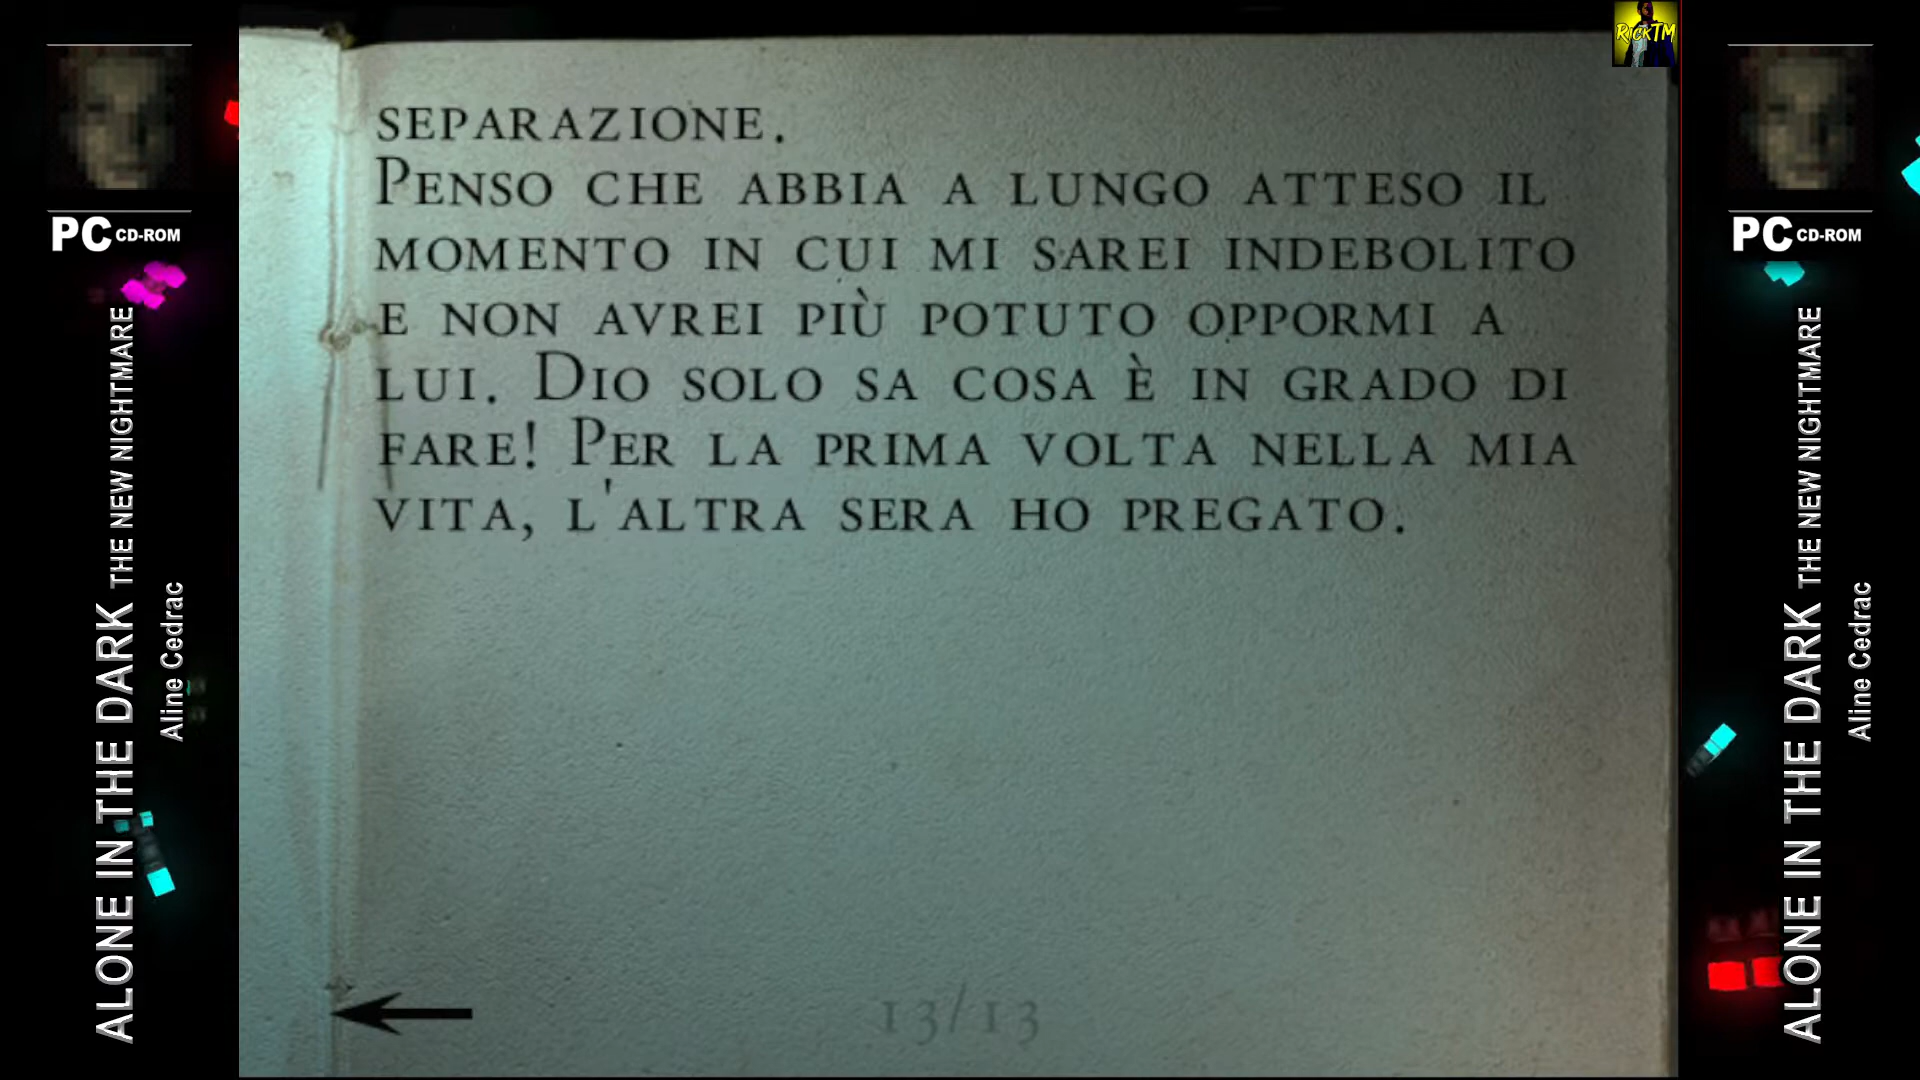 SEPARAZIONE.
PENSO CHE ABBIA A LUNGO ATTESO IL
MOMENTO IN CUI MI SAREI INDEBOLITO
E NON AVREI PIÙ POTUTO OPPORMI A
LUI. DIO SOLO SA COSA È IN GRADO DI
FARE! PER LA PRIMA VOLTA NELLA MIA
VITA, L'ALTRA SERA HO PREGATO.
13/13
PC CD-ROM
ALONE IN THE DARK THE NEW NIGHTMARE
Aline Cedrac
RICKTM
PC CD-ROM
ALONE IN THE DARK THE NEW NIGHTMARE
Aline Cedrac